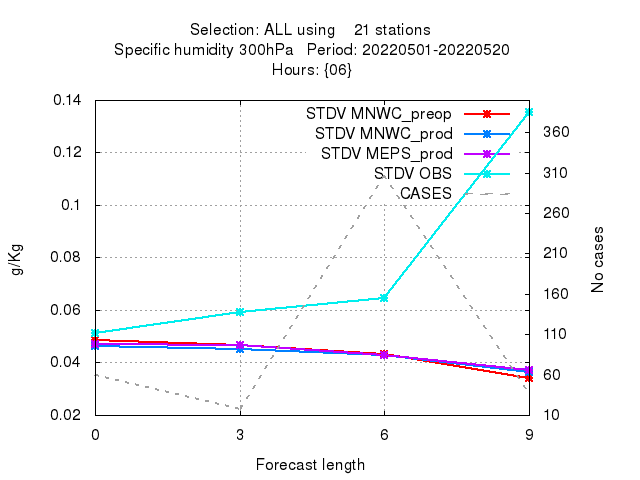 Selection: ALL using    21 stations
Specific humidity 300hPa   Period: 20220501-20220520
Hours: {06}
0.14
0.12
0.1
0.08
0.06
0.04
0.02
g/Kg
STDV MNWC_preop
STDV MNWC_prod
STDV MEPS_prod
STDV OBS
CASES
360
310
260
210
160
110
60
10
No cases
0 3 6 9
Forecast length